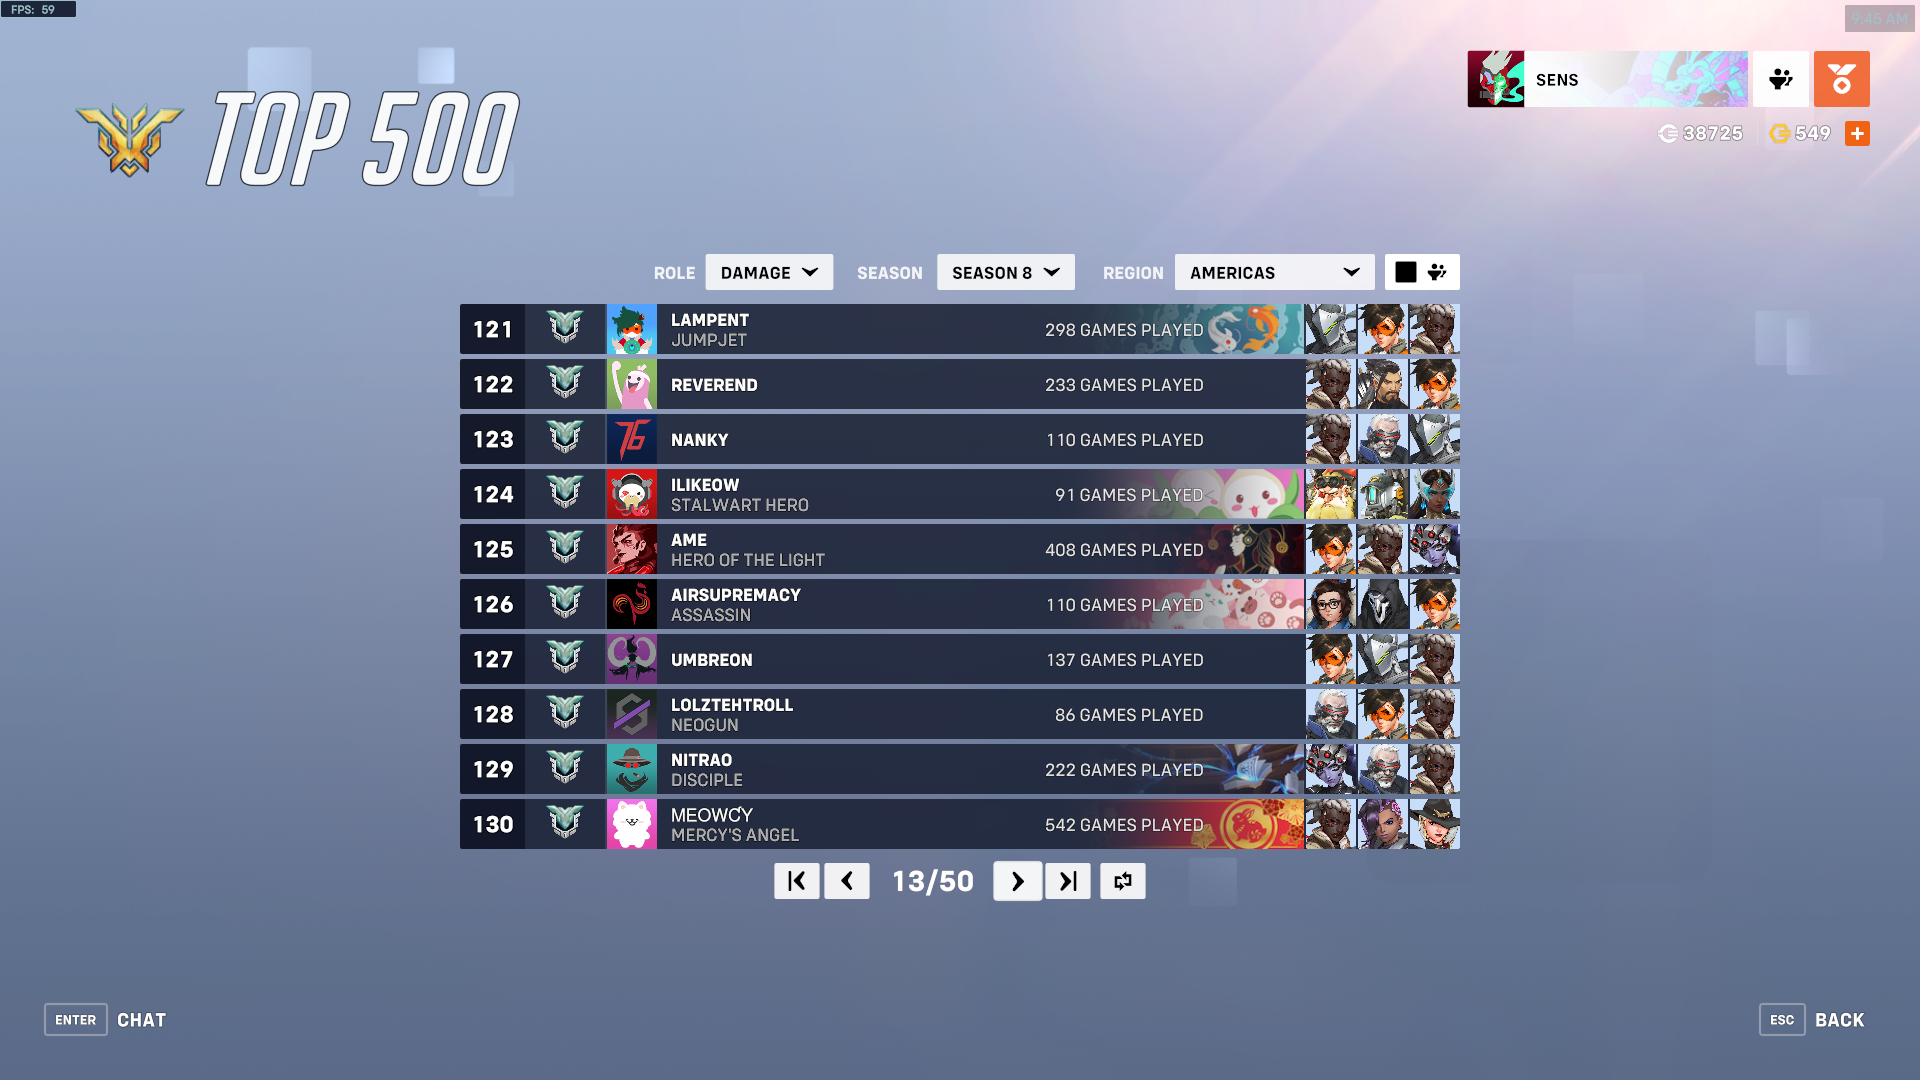 FPS: 59
9:45 AM
TOP 500
SENS
38725 549
ROLE DAMAGE SEASON SEASON 8 REGION AMERICAS
121 LAMPENT 298 GAMES PLAYED
JUMPJET
122 REVEREND 233 GAMES PLAYED
123 76 NANKY 110 GAMES PLAYED
124 ILIKEOW 91 GAMES PLAYED
STALWART HERO
125 AME 408 GAMES PLAYED
HERO OF THE LIGHT
126 AIRSUPREMACY 110 GAMES PLAYED
ASSASSIN
127 UMBREON 137 GAMES PLAYED
128 LOLZTEHTROLL 86 GAMES PLAYED
NEOGUN
129 NITRAO 222 GAMES PLAYED
DISCIPLE
130 MEOWCY 542 GAMES PLAYED
MERCY'S ANGEL
13/50
ENTER CHAT
ESC BACK